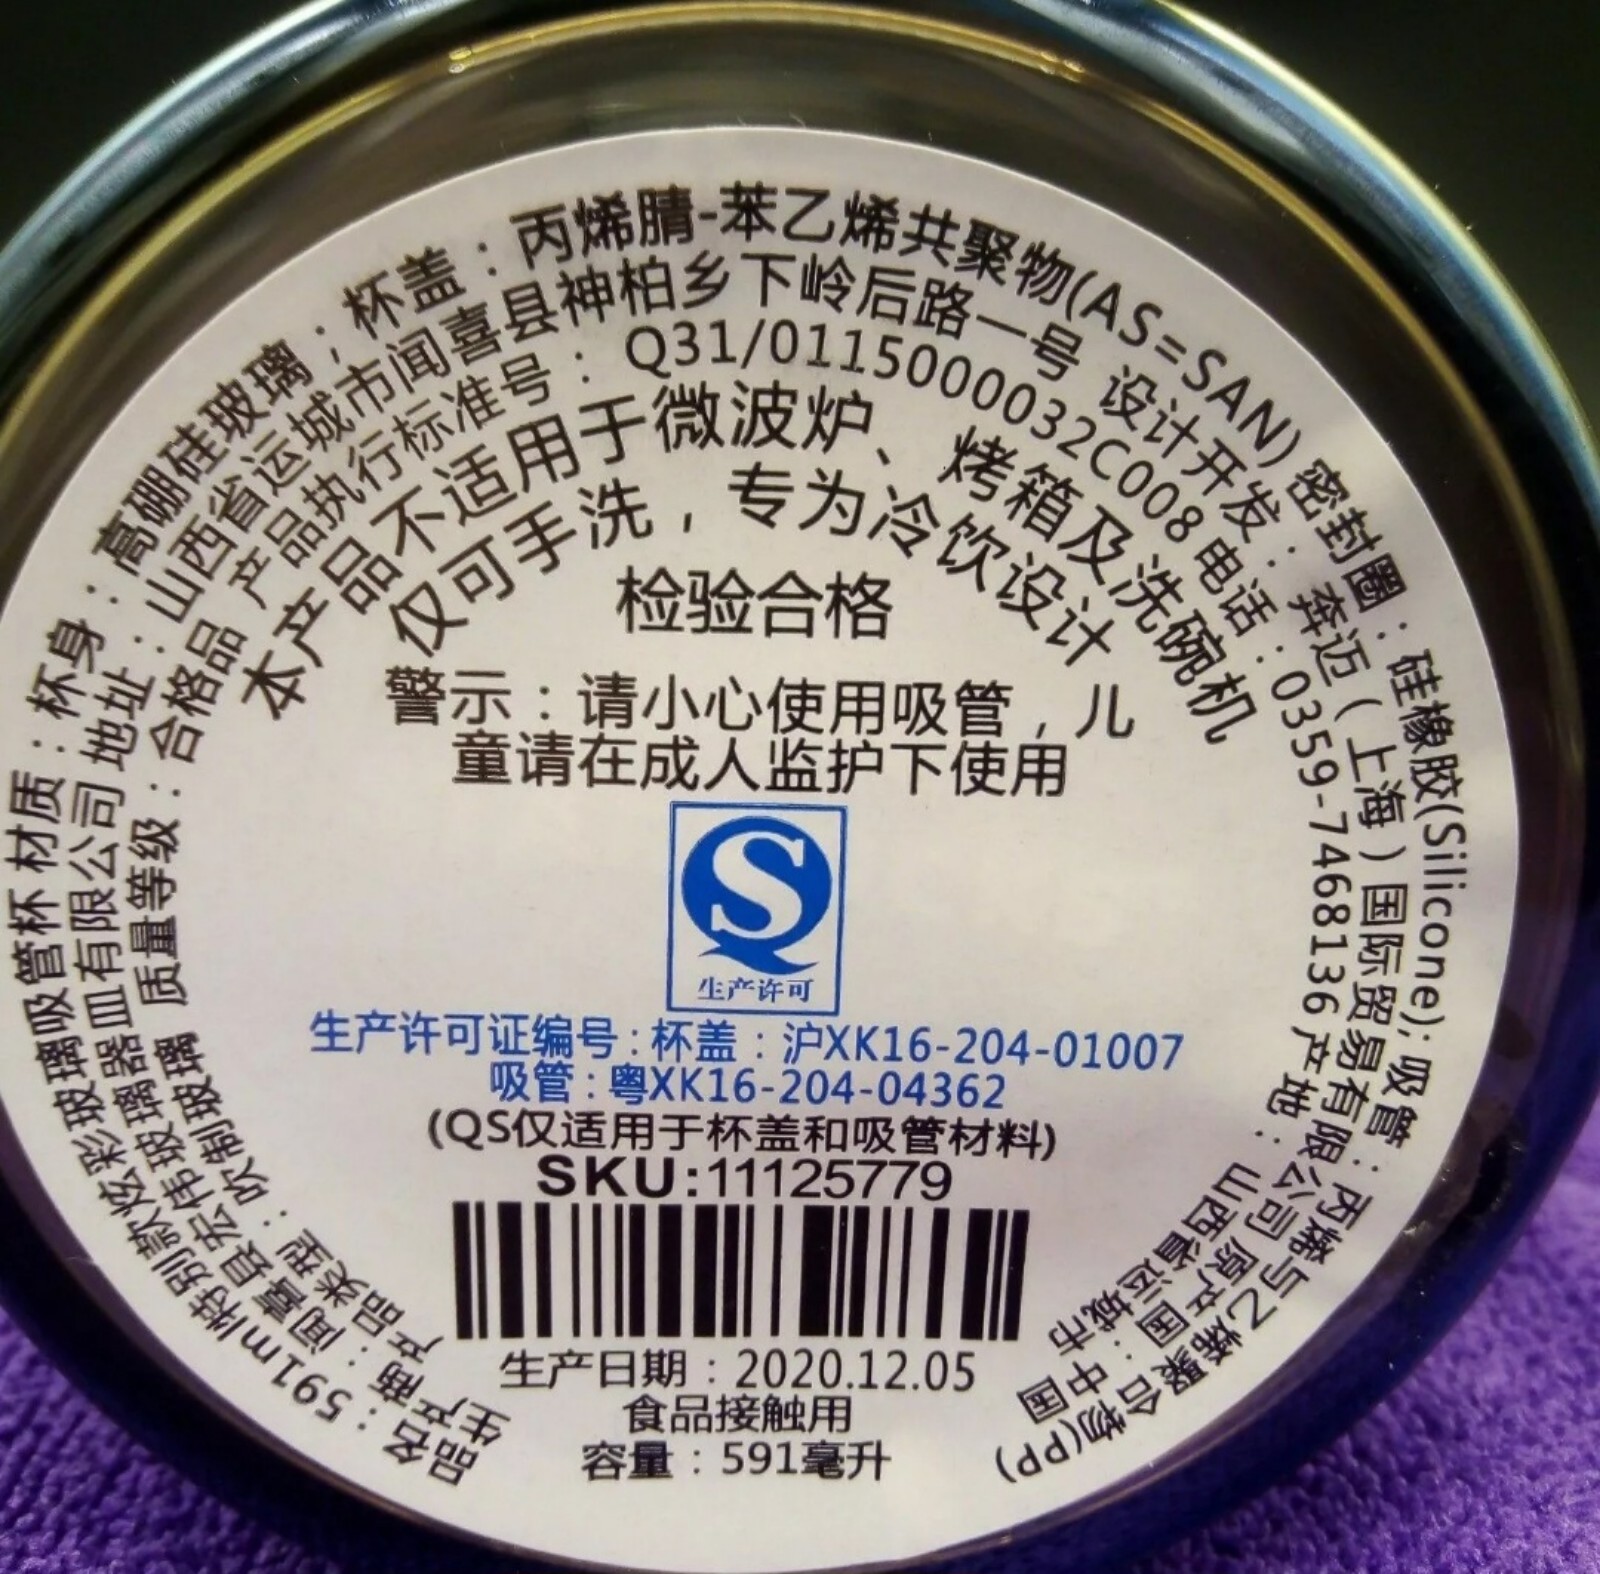 品名：591ml特别款炫彩玻璃吸管杯 材质：杯身：高硼硅玻璃；杯盖：丙烯腈-苯乙烯共聚物(AS=SAN) 密封圈：硅橡胶(Silicone); 吸管：丙烯与乙烯聚合物(PP)
生产商：闻喜县宏伟玻璃器皿有限公司 地址：山西省运城市闻喜县神柏乡下岭后路一号 设计开发：奔迈(上海)国际贸易有限公司 原产国：中国
产品类型：吹制玻璃 质量等级：合格品 产品执行标准号：Q31/0115000032C008 电话：0359-7468136 产地：山西省运城市
本产品不适用于微波炉、烤箱及洗碗机
仅可手洗，专为冷饮设计
检验合格
警示：请小心使用吸管，儿
童请在成人监护下使用
QS
生产许可
生产许可证编号：杯盖：沪XK16-204-01007
吸管：粤XK16-204-04362
(QS仅适用于杯盖和吸管材料)
SKU:11125779
生产日期：2020.12.05
食品接触用
容量：591毫升